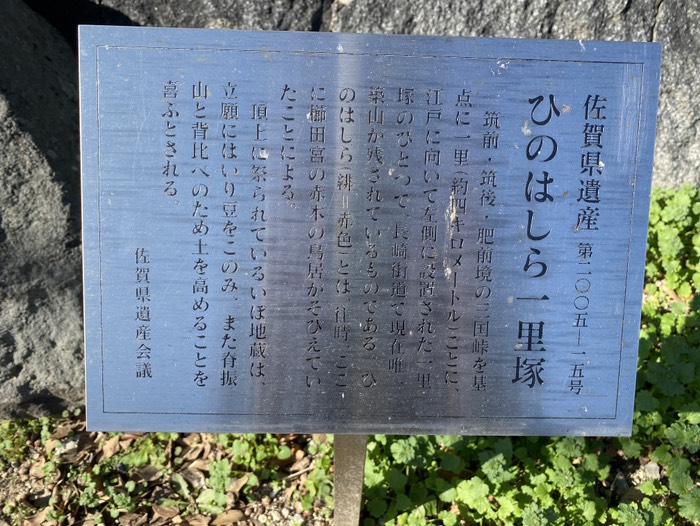 佐賀県遺産 第二〇〇五―一五号
ひのはしら一里塚
筑前・筑後・肥前境の三国峠を基
点に一里(約四キロメートル)ごとに、
江戸に向いて左側に設置された一里
塚のひとつで、長崎街道で現在唯一
築山が残されているものである。ひ
のはしら(緋=赤色)とは、往時、ここ
に櫛田宮の赤木の鳥居がそびえてい
たことによる。
頂上に祭られているいぼ地蔵は、
立願にはいり豆をこのみ、また脊振
山と背比べのため土を高めることを
喜ぶとされる。
佐賀県遺産会議